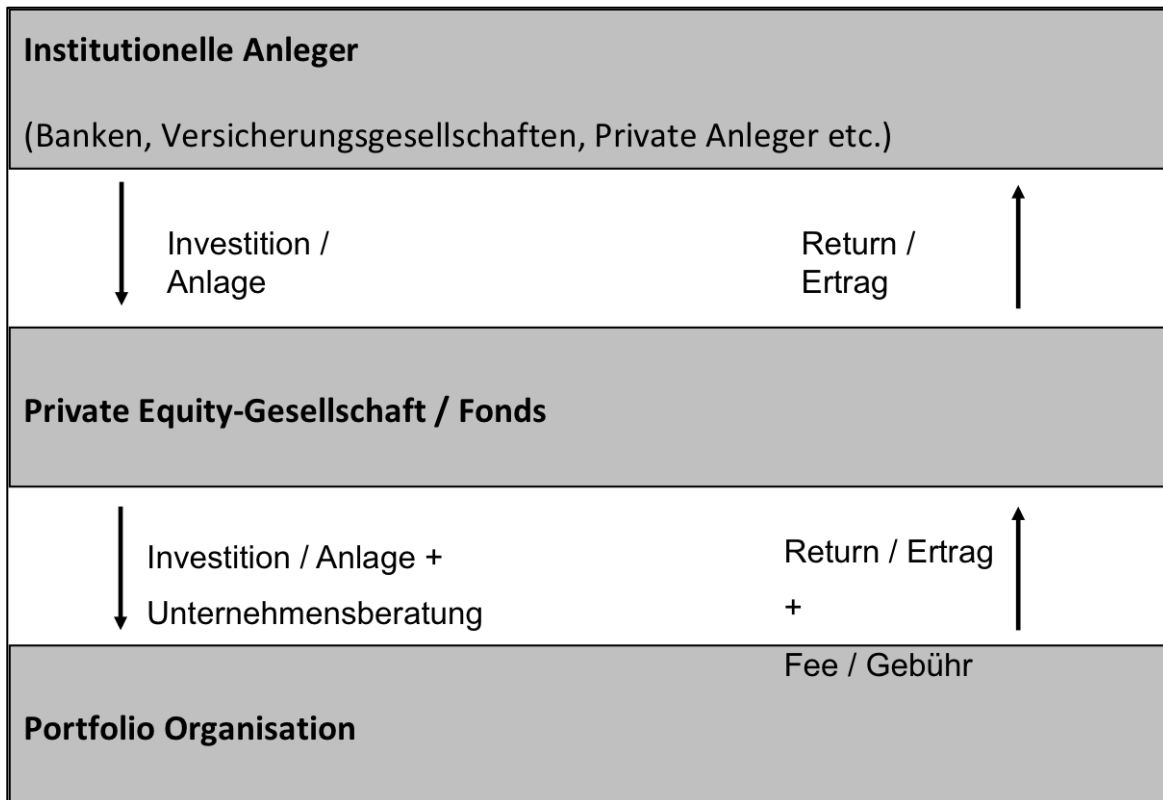 Institutionelle Anleger
(Banken, Versicherungsgesellschaften, Private Anleger etc.)
Investition /
Anlage
Return /
Ertrag
Private Equity-Gesellschaft / Fonds
Investition / Anlage +
Unternehmensberatung
Return / Ertrag
+
Fee / Gebühr
Portfolio Organisation